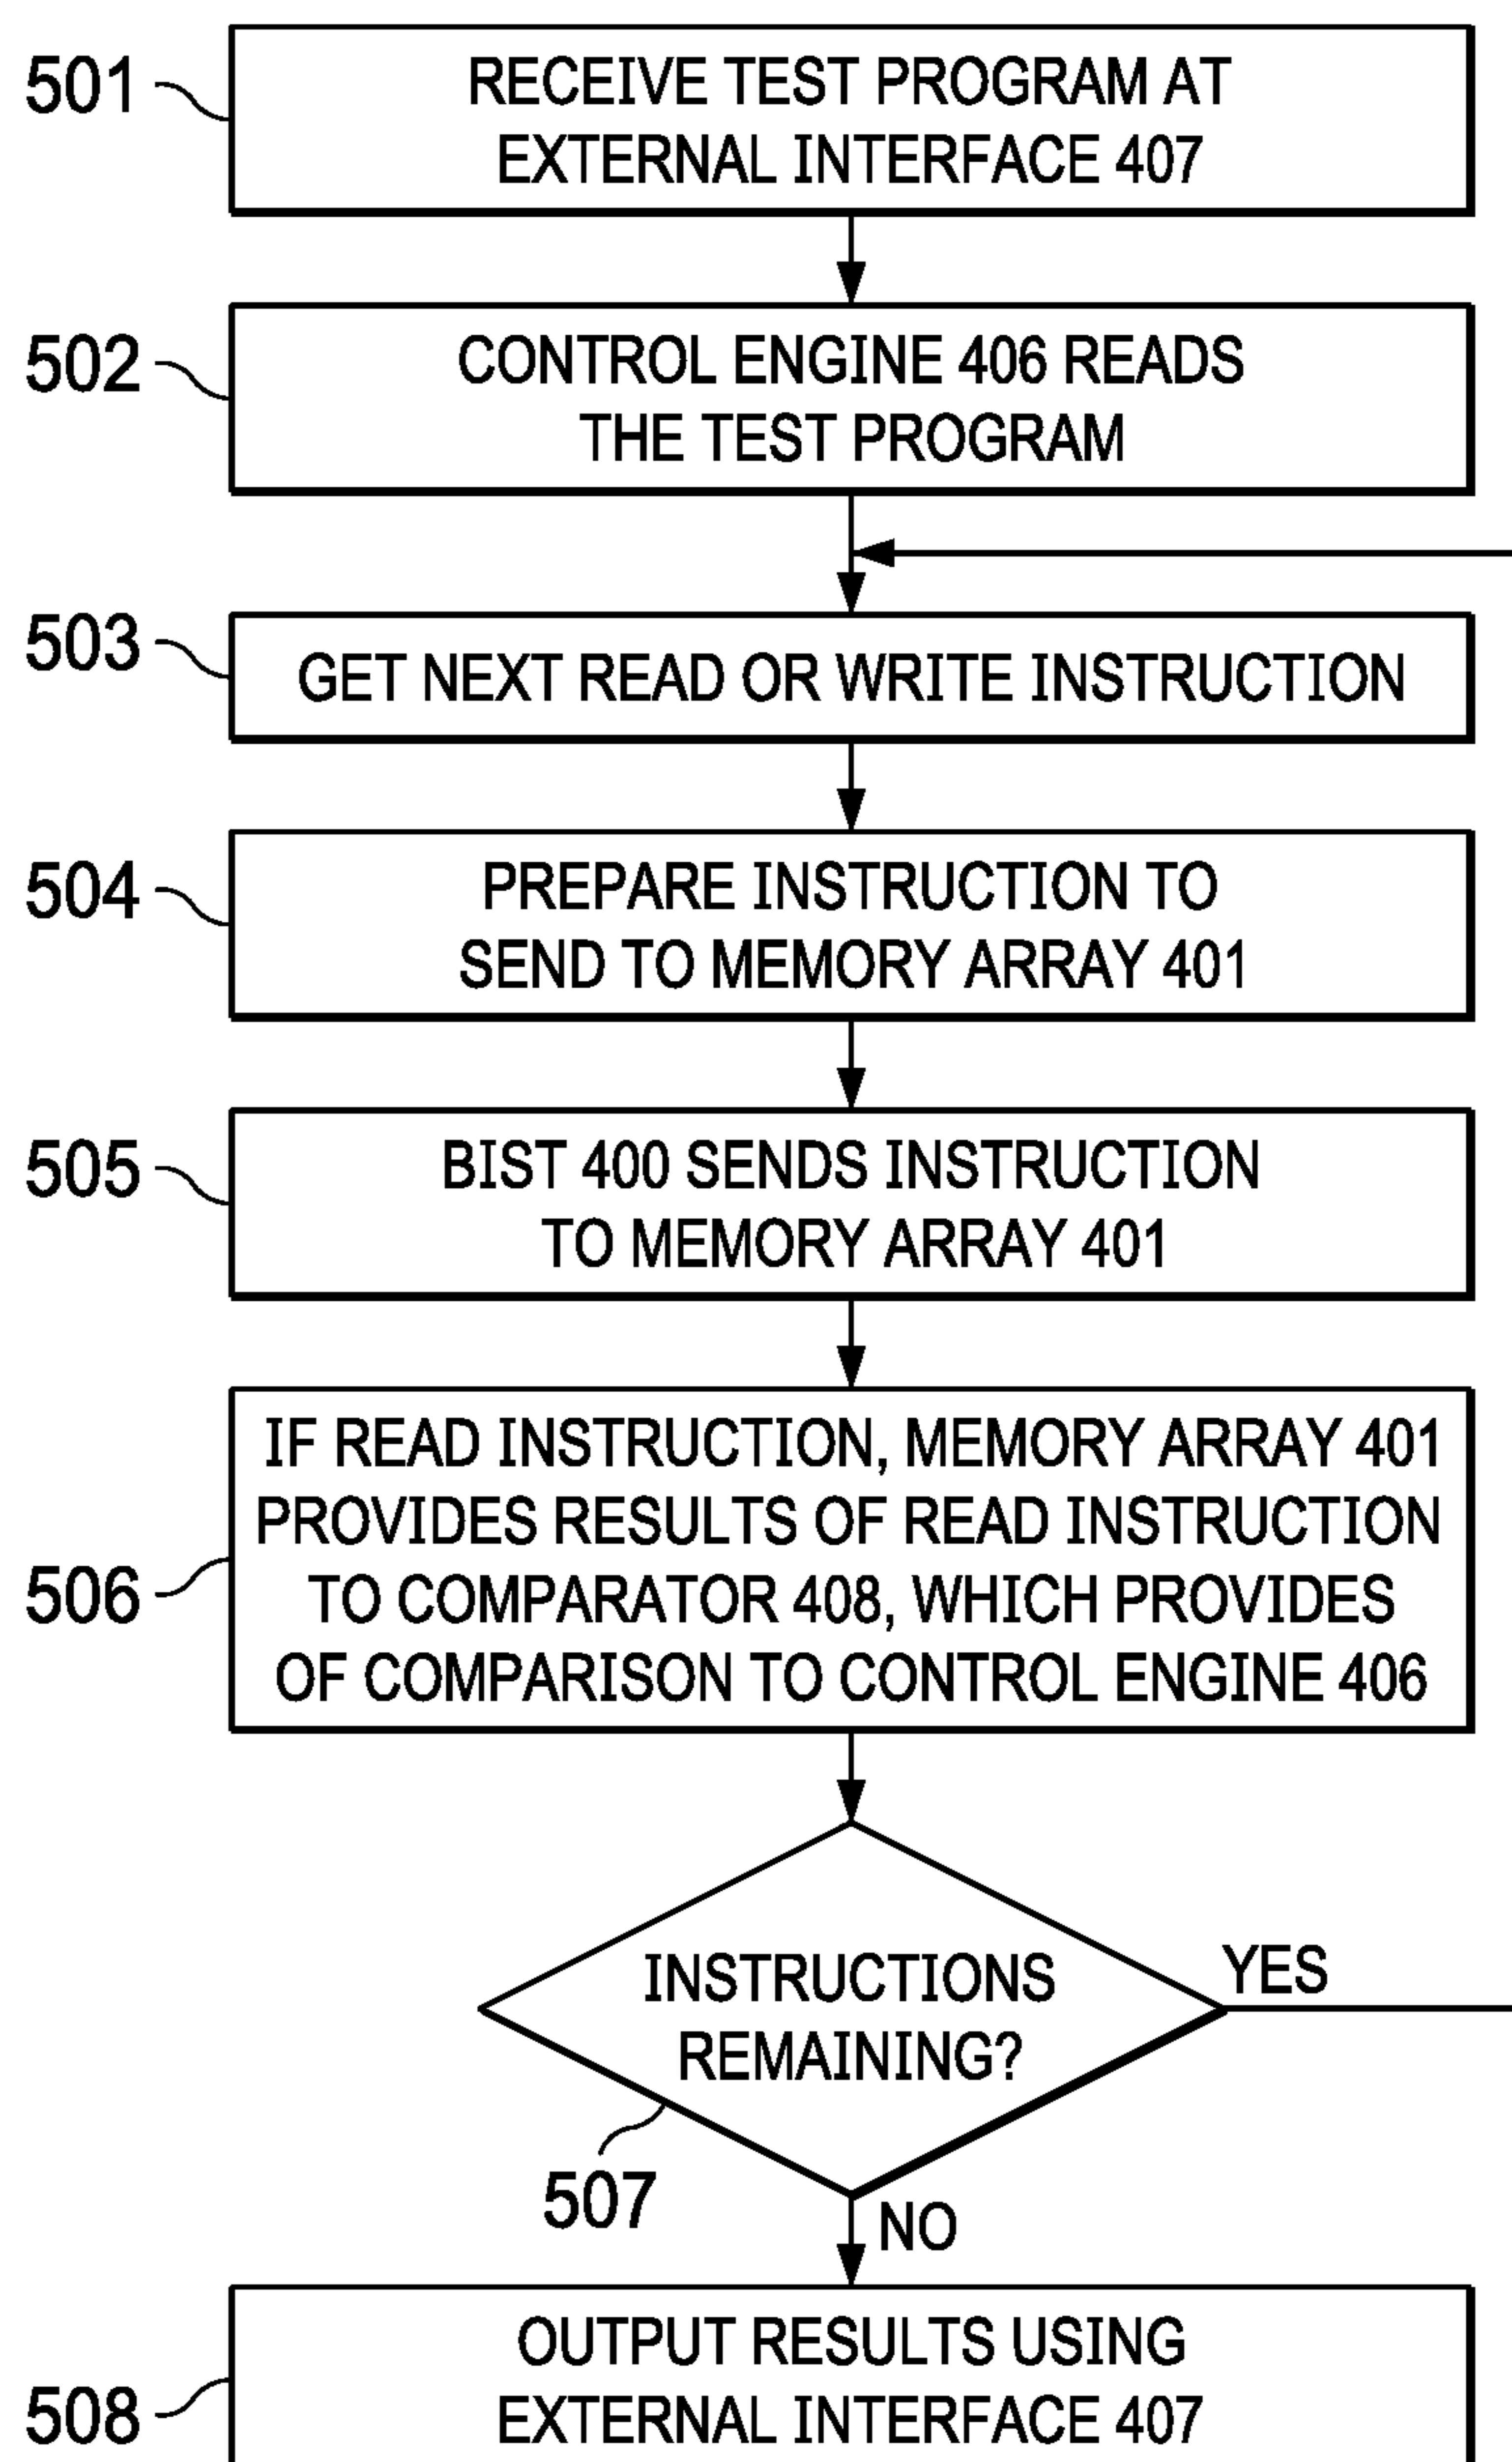 501
RECEIVE TEST PROGRAM AT
EXTERNAL INTERFACE 407
502
CONTROL ENGINE 406 READS
THE TEST PROGRAM
503
GET NEXT READ OR WRITE INSTRUCTION
504
PREPARE INSTRUCTION TO
SEND TO MEMORY ARRAY 401
505
BIST 400 SENDS INSTRUCTION
TO MEMORY ARRAY 401
506
IF READ INSTRUCTION, MEMORY ARRAY 401
PROVIDES RESULTS OF READ INSTRUCTION
TO COMPARATOR 408, WHICH PROVIDES
OF COMPARISON TO CONTROL ENGINE 406
INSTRUCTIONS
REMAINING?
YES
507
NO
508
OUTPUT RESULTS USING
EXTERNAL INTERFACE 407